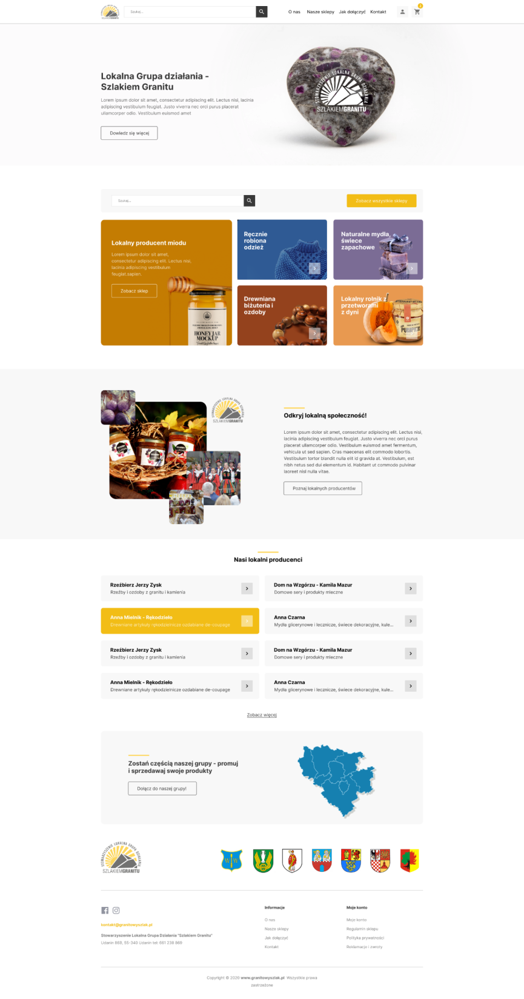 Szukaj...
O nas
Nasze sklepy
Jak dołączyć
Kontakt
2
Lokalna Grupa działania -
Szlakiem Granitu
Lorem ipsum dolor sit amet, consectetur adipiscing elit. Lectus nisi, lacinia
adipiscing vestibulum feugiat. Justo viverra nec orci purus placerat
ullamcorper odio. Vestibulum euismod amet
Dowiedz się więcej
STOWARZYSZENIE LOKALNA GRUPA DZIAŁANIA
SZLAKIEMGRANITU
Szukaj...
Zobacz wszystkie sklepy
Lokalny producent miodu
Lorem ipsum dolor sit amet,
consectetur adipiscing elit. Lectus nisi,
lacinia adipiscing vestibulum
feugiat.sapien.
Zobacz sklep
HONEY JAR
MOCKUP
Ręcznie
robiona
odzież
Naturalne mydła,
świece
zapachowe
Drewniana
biżuteria i
ozdoby
Lokalny rolnik z
przetworami
z dyni
PUMPKIN
STOWARZYSZENIE LOKALNA GRUPA DZIAŁANIA
SZLAKIEMGRANITU
Odkryj lokalną społeczność!
Lorem ipsum dolor sit amet, consectetur adipiscing elit. Lectus nisi,
lacinia adipiscing vestibulum feugiat. Justo viverra nec orci purus
placerat ullamcorper odio. Vestibulum euismod amet fermentum,
vehicula ut sed sapien. Cras maecenas elit commodo lobortis.
Vestibulum tortor blandit nulla elit id gravida at. Vestibulum, est
nibh netus sed dui elementum id. Habitant ut commodo pulvinar
laoreet nisl nulla vitae.
Poznaj lokalnych producentów
Nasi lokalni producenci
Rzeźbierz Jerzy Zysk
Rzeźby i ozdoby z granitu i kamienia
Dom na Wzgórzu - Kamila Mazur
Domowe sery i produkty mleczne
Anna Mielnik - Rękodzieło
Drewniane artykuły rękodzielnicze ozdabiane de-coupage
Anna Czarna
Mydła glicerynowe i lecznicze, świece dekoracyjne, kule...
Rzeźbierz Jerzy Zysk
Rzeźby i ozdoby z granitu i kamienia
Dom na Wzgórzu - Kamila Mazur
Domowe sery i produkty mleczne
Anna Mielnik - Rękodzieło
Drewniane artykuły rękodzielnicze ozdabiane de-coupage
Anna Czarna
Mydła glicerynowe i lecznicze, świece dekoracyjne, kule...
Zobacz więcej
Zostań częścią naszej grupy - promuj
i sprzedawaj swoje produkty
Dołącz do naszej grupy!
STOWARZYSZENIE LOKALNA GRUPA DZIAŁANIA
SZLAKIEMGRANITU
W W
kontakt@granitowyszlak.pl
Stowarzyszenie Lokalna Grupa Działania "Szlakiem Granitu"
Udanin 86B, 55-340 Udanin tel: 661 238 869
Informacje
O nas
Nasze sklepy
Jak dołączyć
Kontakt
Moje konto
Moje konto
Regulamin sklepu
Polityka prywatności
Reklamacje i zwroty
Copyright © 2020 www.granitowyszlak.pl Wszystkie prawa
zastrzeżone